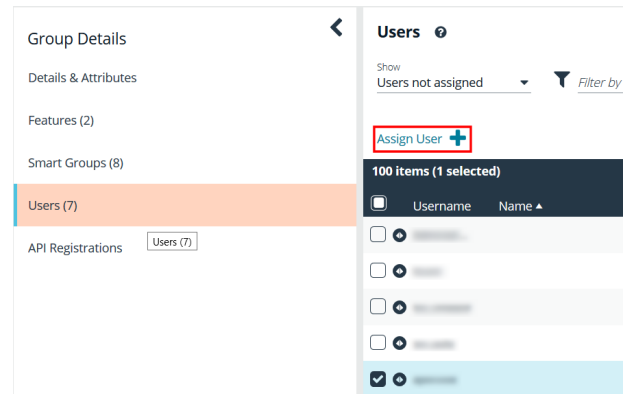 Group Details
Details & Attributes
Features (2)
Smart Groups (8)
Users (7)
API Registrations
Users (7)
Users
Show
Users not assigned
Filter by
Assign User
100 items (1 selected)
Username Name